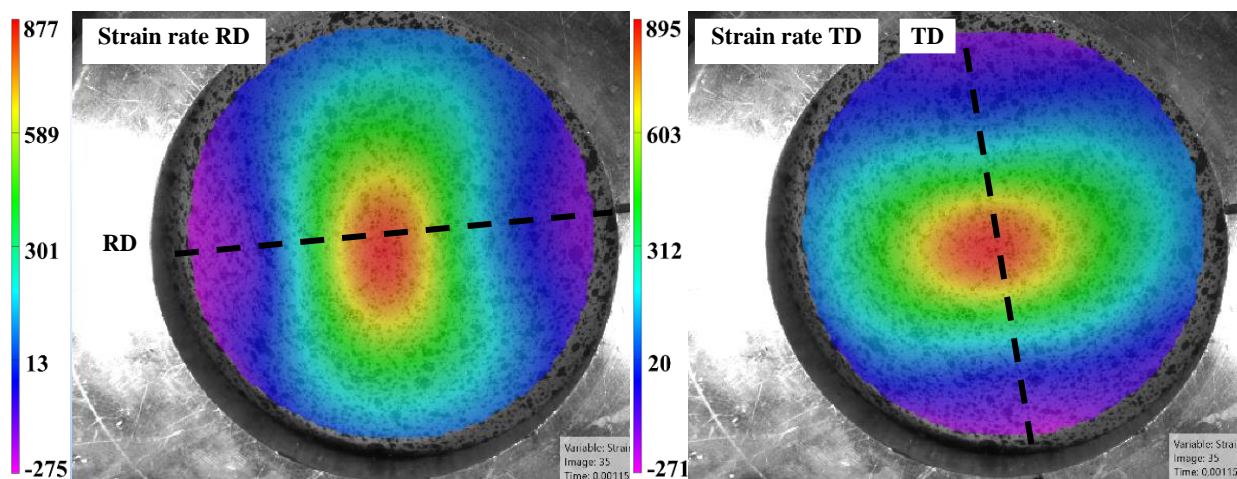 877
589
301
13
-275
Strain rate RD
RD
Variable: Strai
Image: 35
Time: 0,00115
895
603
312
20
-271
Strain rate TD
TD
Variable: Strai
Image: 35
Time: 0.00115